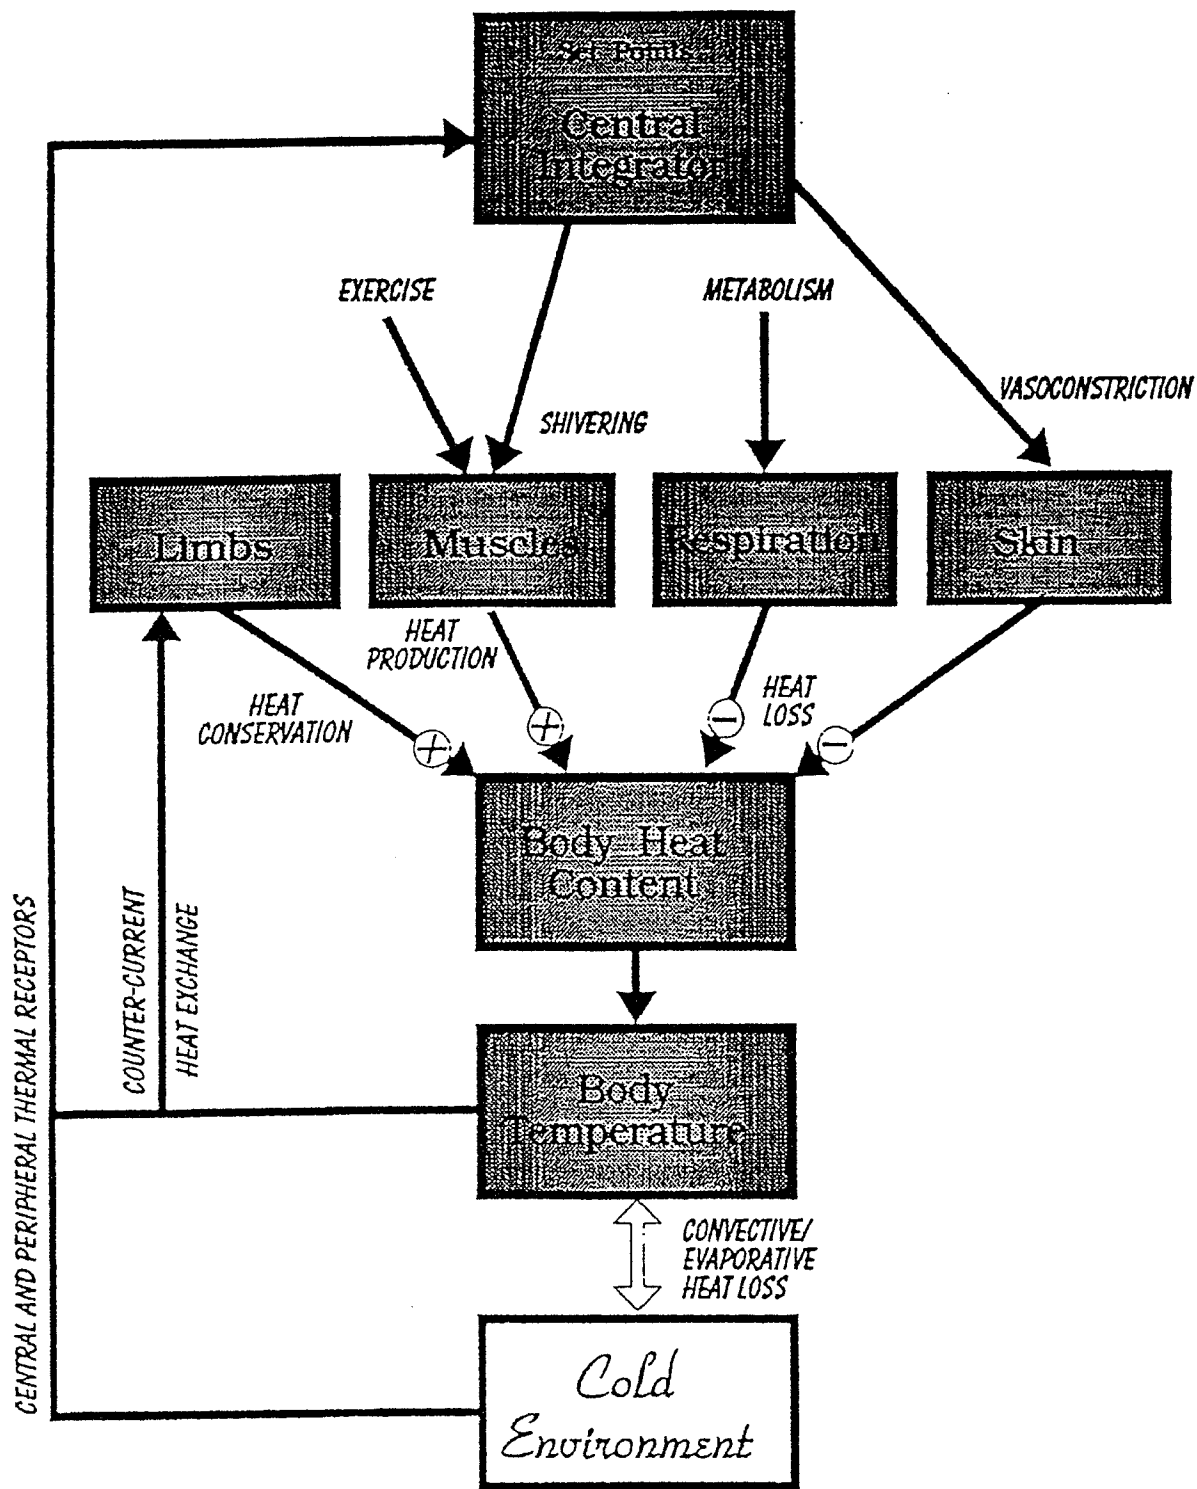 Set Points
Central
Integrator
EXERCISE
METABOLISM
SHIVERING
VASOCONSTRICTION
Limbs
Muscles
Respiration
Skin
HEAT
PRODUCTION
HEAT
CONSERVATION
HEAT
LOSS
+
+
−
−
Body Heat
Content
CENTRAL AND PERIPHERAL THERMAL RECEPTORS
COUNTER-CURRENT
HEAT EXCHANGE
Body
Temperature
CONVECTIVE/
EVAPORATIVE
HEAT LOSS
Cold
Environment